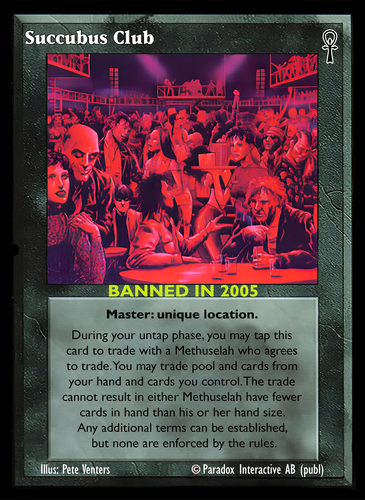 Succubus Club
BANNED IN 2005
Master: unique location.
During your untap phase, you may tap this
card to trade with a Methuselah who agrees
to trade. You may trade pool and cards from
your hand and cards you control. The trade
cannot result in either Methuselah have fewer
cards in hand than his or her hand size.
Any additional terms can be established,
but none are enforced by the rules.
Illus: Pete Venters
© Paradox Interactive AB (publ)